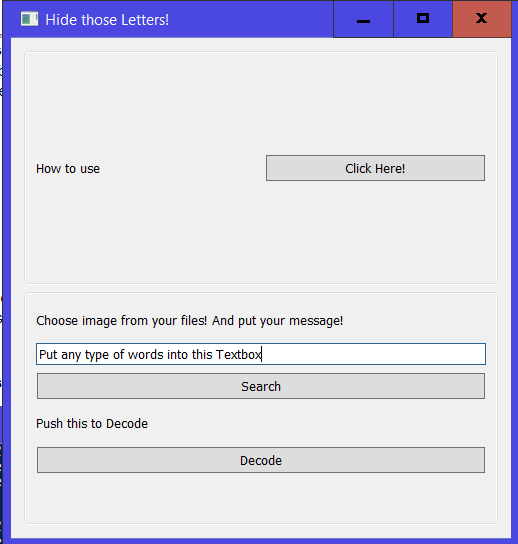 Hide those Letters!
How to use
Click Here!
Choose image from your files! And put your message!
Put any type of words into this Textbox
Search
Push this to Decode
Decode